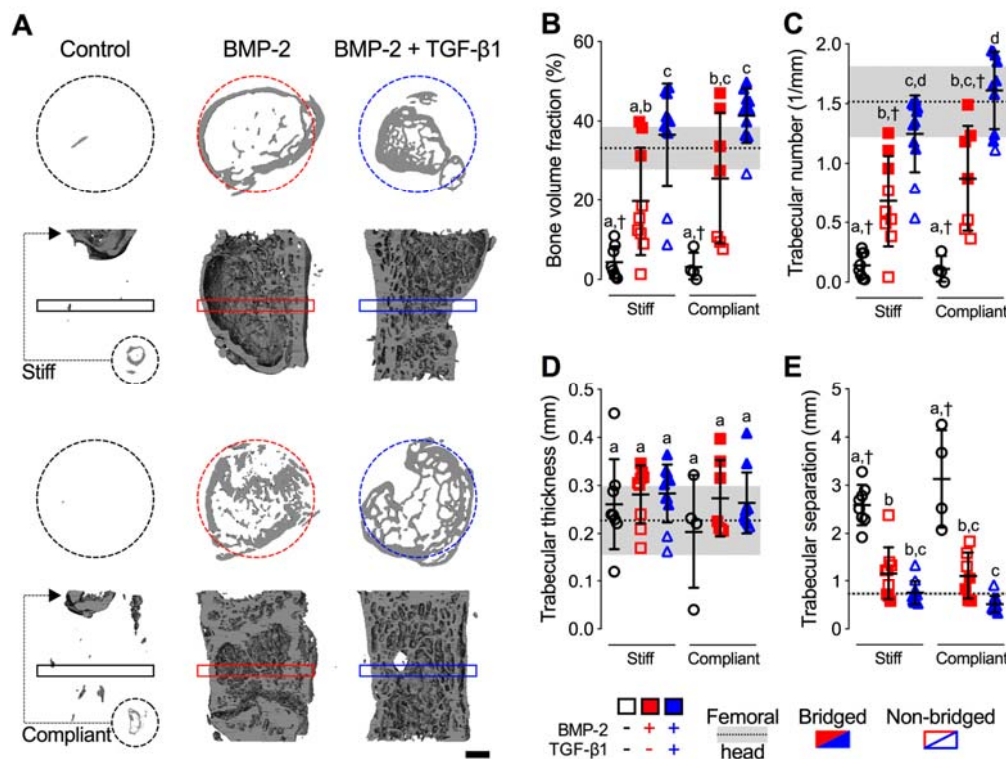 A
Control
BMP-2
BMP-2 + TGF-β1
Stiff
Compliant
B
Bone volume fraction (%)
60
40
20
0
a,†
a,b
c
a,†
b,c
c
Stiff
Compliant
C
Trabecular number (1/mm)
2.0
1.5
1.0
0.5
0.0
a,†
b,†
c,d
a,†
b,c,†
d
Stiff
Compliant
D
Trabecular thickness (mm)
0.5
0.4
0.3
0.2
0.1
0.0
a
a
a
a
a
a
Stiff
Compliant
E
Trabecular separation (mm)
5
4
3
2
1
0
a,†
b
b,c
a,†
b,c
c
Stiff
Compliant
BMP-2 - + +
TGF-β1 - - +
Femoral
head
Bridged
Non-bridged